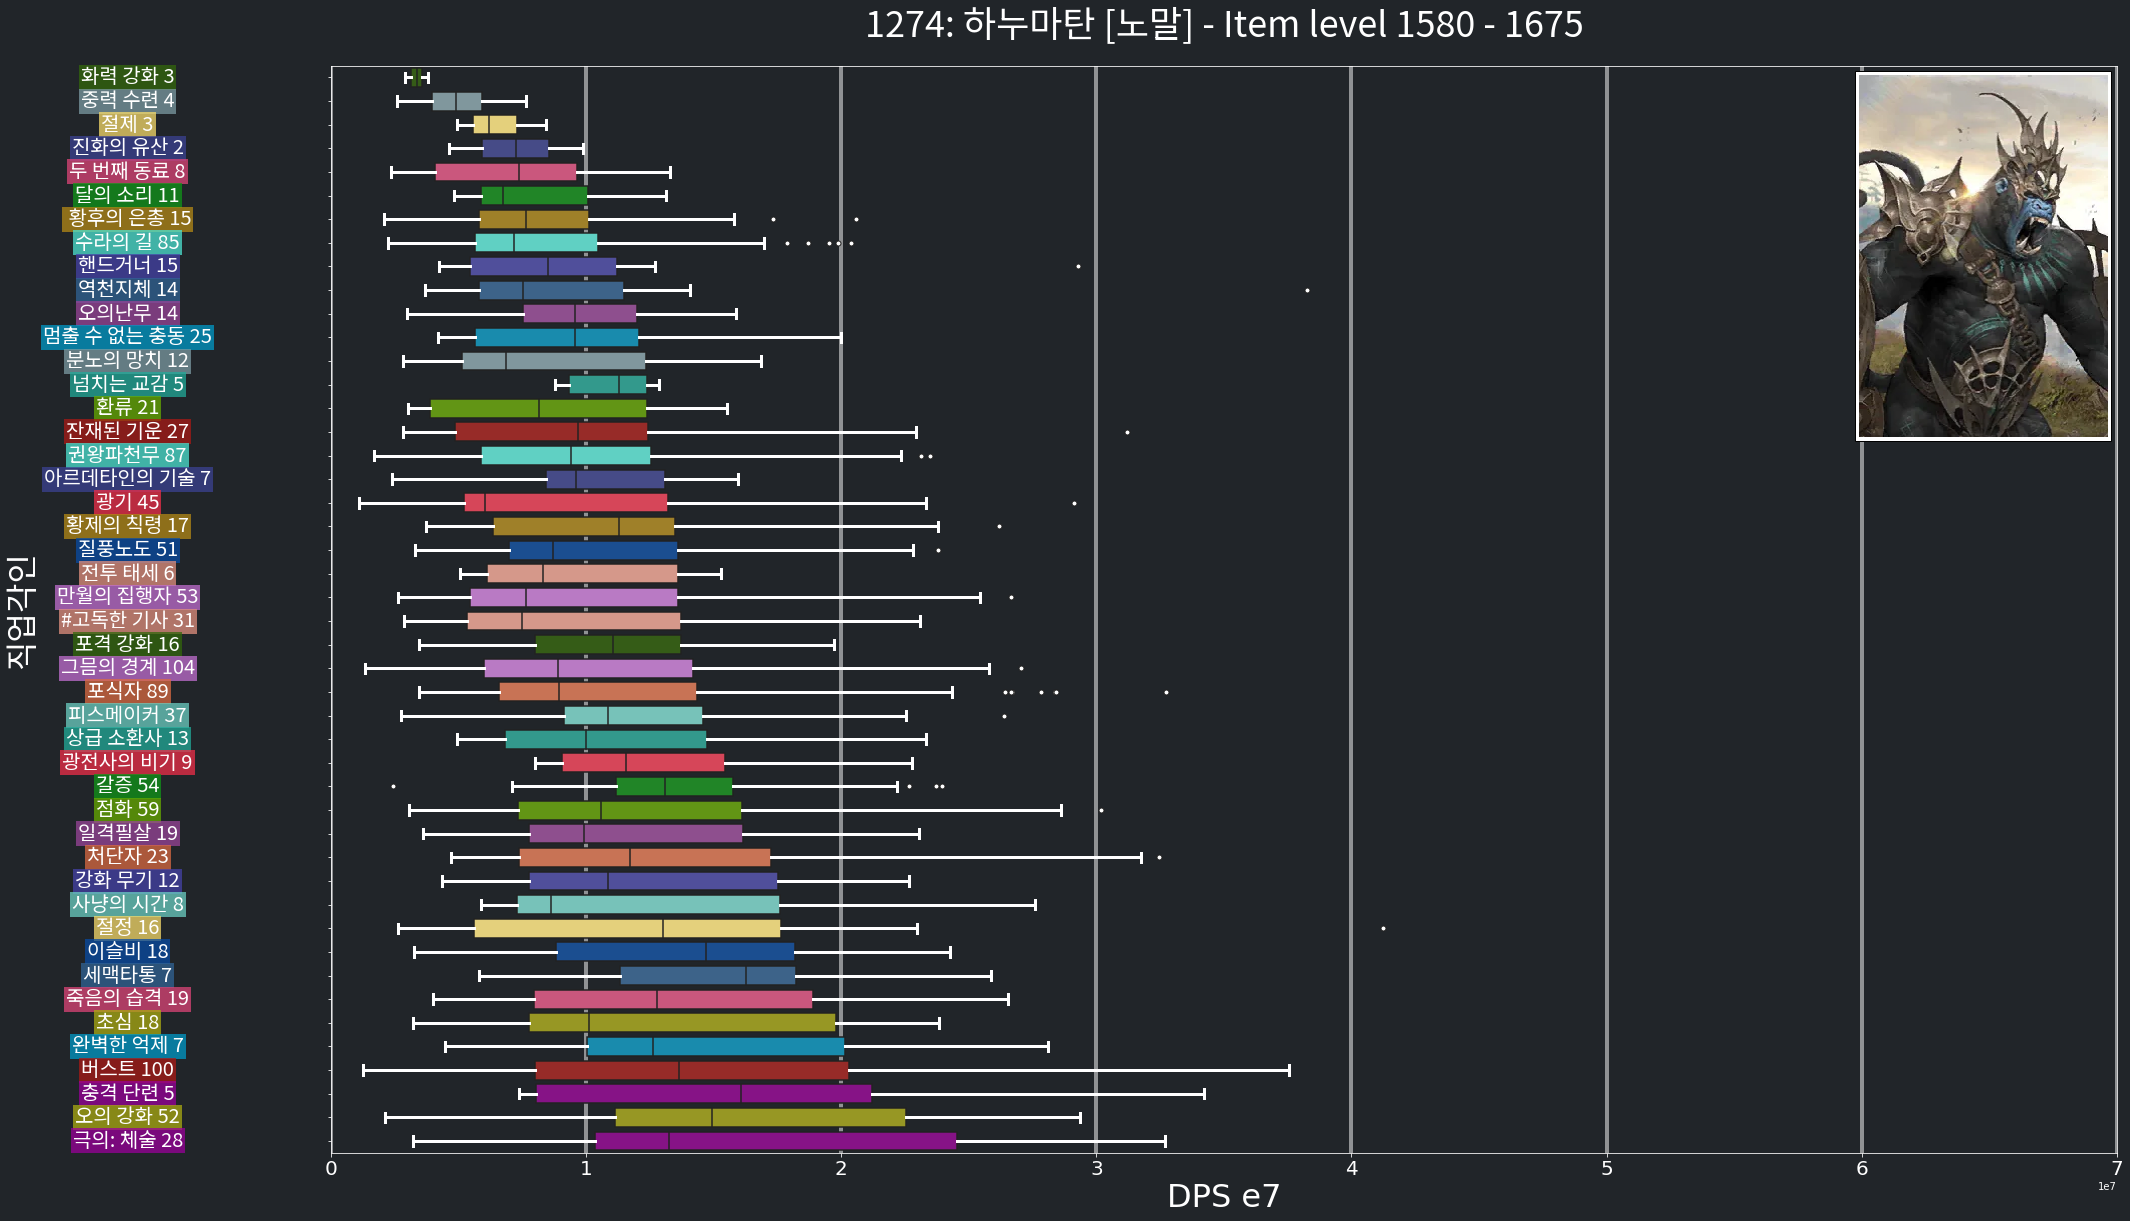 1274: 하누마탄 [노말] - Item level 1580 - 1675
화력 강화 3
중력 수련 4
절제 3
진화의 유산 2
두 번째 동료 8
달의 소리 11
황후의 은총 15
수라의 길 85
핸드거너 15
역천지체 14
오의난무 14
멈출 수 없는 충동 25
분노의 망치 12
넘치는 교감 5
환류 21
잔재된 기운 27
권왕파천무 87
아르데타인의 기술 7
광기 45
황제의 칙령 17
질풍노도 51
전투 태세 6
만월의 집행자 53
#고독한 기사 31
포격 강화 16
그믐의 경계 104
포식자 89
피스메이커 37
상급 소환사 13
광전사의 비기 9
갈증 54
점화 59
일격필살 19
처단자 23
강화 무기 12
사냥의 시간 8
절정 16
이슬비 18
세맥타통 7
죽음의 습격 19
초심 18
완벽한 억제 7
버스트 100
충격 단련 5
오의 강화 52
극의: 체술 28
직업각인
0 1 2 3 4 5 6 7
1e7
DPS e7